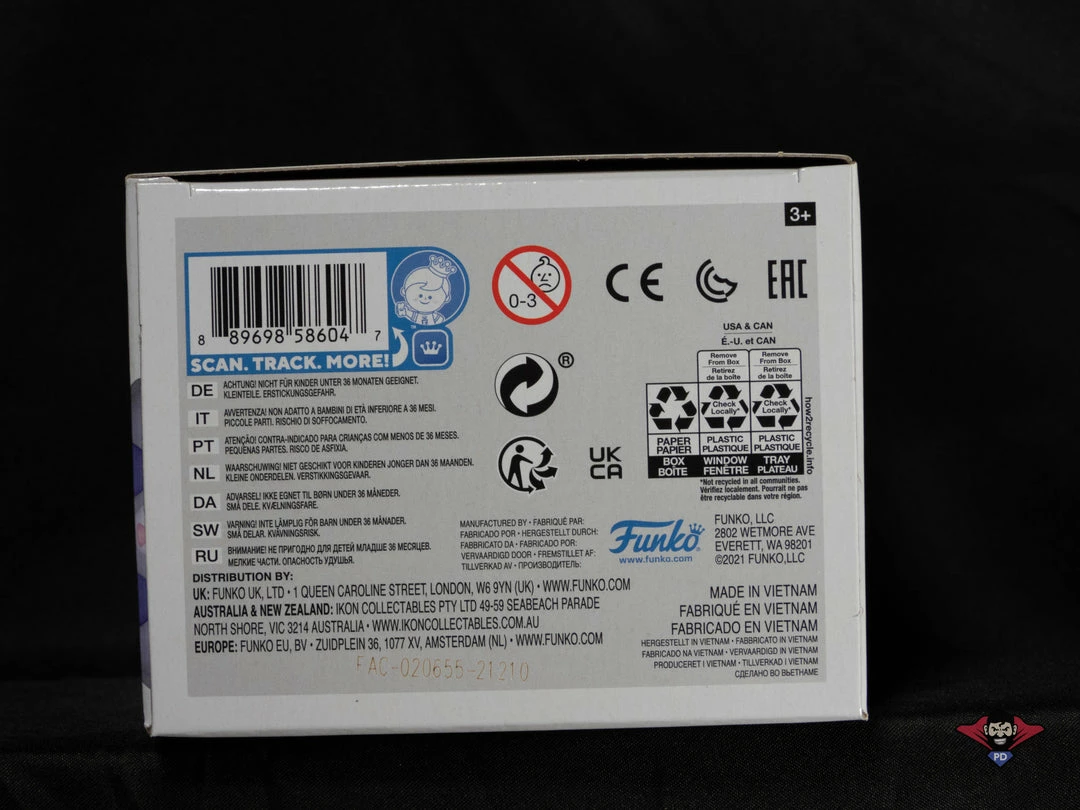 3+
8 89698 58604 7
SCAN. TRACK. MORE!
™
0-3
CE
EAC
®
UK
CA
USA & CAN
É.-U. et CAN
Remove From Box
Retirez de la boîte
Remove From Box
Retirez de la boîte
Check Locally*
Check Locally*
PAPER
PAPIER
BOX
BOÎTE
PLASTIC
PLASTIQUE
WINDOW
FENÊTRE
PLASTIC
PLASTIQUE
TRAY
PLATEAU
how2recycle.info
*Not recycled in all communities.
Vérifiez localement. Pourrait ne pas
être recyclable dans votre région.
DE ACHTUNG! NICHT FÜR KINDER UNTER 36 MONATEN GEEIGNET.
KLEINTEILE. ERSTICKUNGSGEFAHR.
IT AVVERTENZA! NON ADATTO A BAMBINI DI ETÀ INFERIORE A 36 MESI.
PICCOLE PARTI. RISCHIO DI SOFFOCAMENTO.
PT ATENÇÃO! CONTRA-INDICADO PARA CRIANÇAS COM MENOS DE 36 MESES.
PEQUENAS PARTES. RISCO DE ASFIXIA.
NL WAARSCHUWING! NIET GESCHIKT VOOR KINDEREN JONGER DAN 36 MAANDEN.
KLEINE ONDERDELEN. VERSTIKKINGSGEVAAR.
DA ADVARSEL! IKKE EGNET TIL BØRN UNDER 36 MÅNEDER.
SMÅ DELE. KVÆLNINGSFARE.
SW VARNING! INTE LÄMPLIG FÖR BARN UNDER 36 MÅNADER.
SMÅ DELAR. KVÄVNINGSRISK.
RU ВНИМАНИЕ! НЕ ПРИГОДНО ДЛЯ ДЕТЕЙ МЛАДШЕ 36 МЕСЯЦЕВ.
МЕЛКИЕ ЧАСТИ. ОПАСНОСТЬ УДУШЬЯ.
MANUFACTURED BY • FABRIQUÉ PAR:
FABRICADO POR • HERGESTELLT DURCH:
FABBRICATO DA • FABRICADO POR:
VERVAARDIGD DOOR • FREMSTILLET AF:
TILLVERKAD AV • ПРОИЗВОДИТЕЛЬ:
Funko
www.funko.com
FUNKO, LLC
2802 WETMORE AVE
EVERETT, WA 98201
©2021 FUNKO,LLC
DISTRIBUTION BY:
UK: FUNKO UK, LTD • 1 QUEEN CAROLINE STREET, LONDON, W6 9YN (UK) • WWW.FUNKO.COM
AUSTRALIA & NEW ZEALAND: IKON COLLECTABLES PTY LTD 49-59 SEABEACH PARADE
NORTH SHORE, VIC 3214 AUSTRALIA • WWW.IKONCOLLECTABLES.COM.AU
EUROPE: FUNKO EU, BV • ZUIDPLEIN 36, 1077 XV, AMSTERDAM (NL) • WWW.FUNKO.COM
MADE IN VIETNAM
FABRIQUÉ EN VIETNAM
FABRICADO EN VIETNAM
HERGESTELLT IN VIETNAM • FABBRICATO IN VIETNAM
FABRICADO NA VIETNAM • VERVAARDIGD IN VIETNAM
PRODUCERET I VIETNAM • TILLVERKAD I VIETNAM
СДЕЛАНО ВО ВЬЕТНАМЕ
FAC-020655-21210
PD